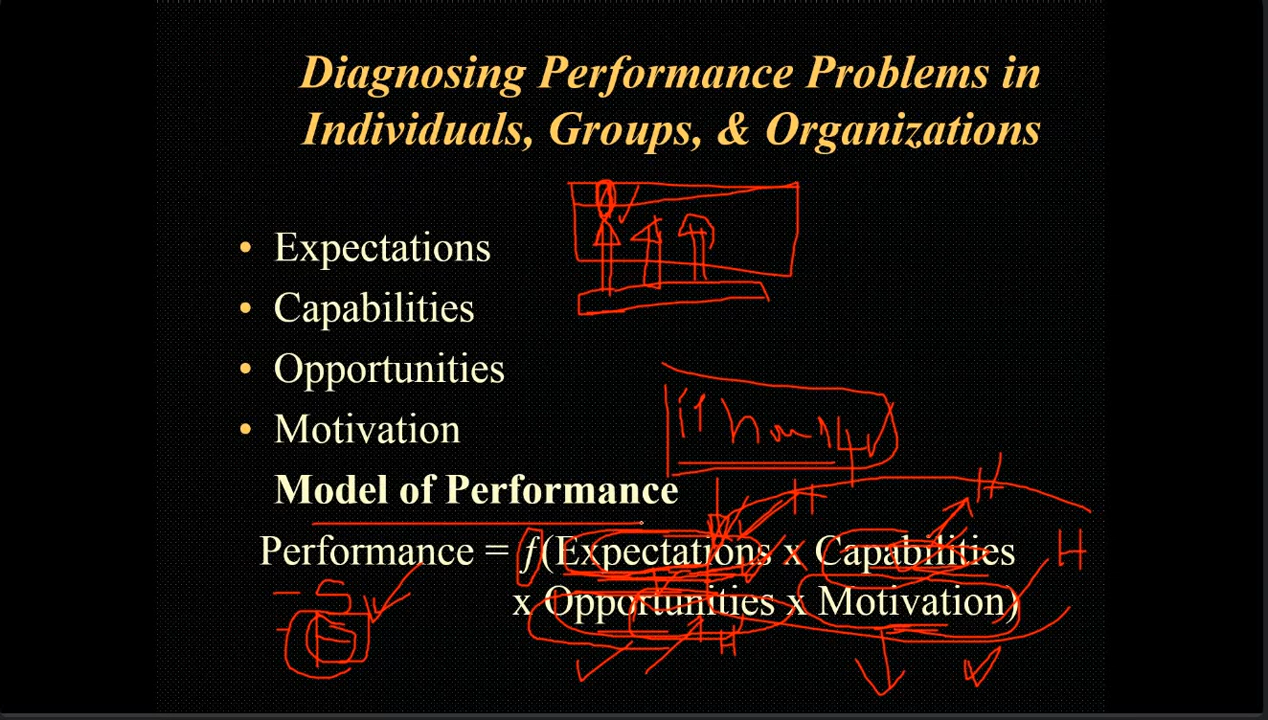 Diagnosing Performance Problems in
Individuals, Groups, & Organizations
• Expectations
• Capabilities
• Opportunities
• Motivation
Model of Performance
Performance = f(Expectations x Capabilities
x Opportunities x Motivation)
H
H
H
H